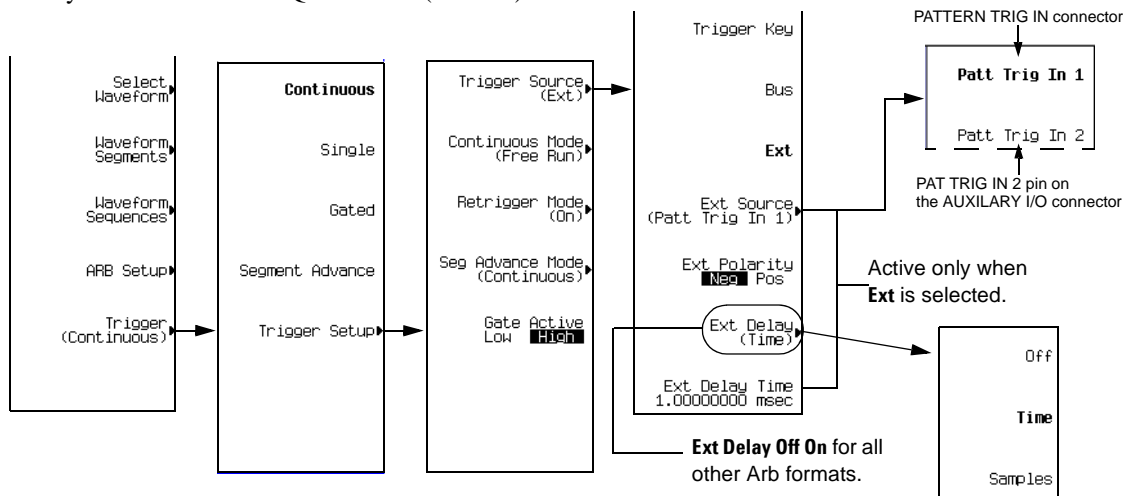 PATTERN TRIG IN connector
Select
Waveform
Waveform
Segments
Waveform
Sequences
ARB Setup
Trigger
(Continuous)
Continuous
Single
Gated
Segment Advance
Trigger Setup
Trigger Source
(Ext)
Continuous Mode
(Free Run)
Retrigger Mode
(On)
Seg Advance Mode
(Continuous)
Gate Active
Low High
Trigger Key
Bus
Ext
Ext Source
(Patt Trig In 1)
Ext Polarity
Neg Pos
Ext Delay
(Time)
Ext Delay Time
1.00000000 msec
Patt Trig In 1
Patt Trig In 2
PAT TRIG IN 2 pin on
the AUXILARY I/O connector
Active only when
Ext is selected.
Ext Delay Off On for all
other Arb formats.
Off
Time
Samples